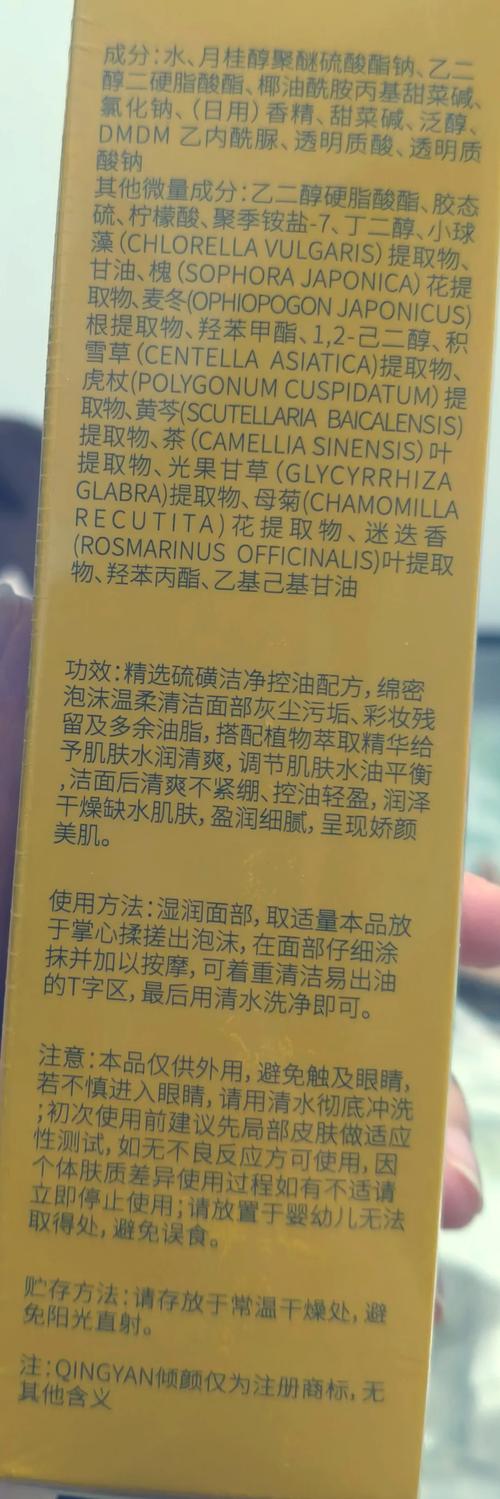 成分:水、月桂醇聚醚硫酸酯钠、乙二
醇二硬脂酸酯、椰油酰胺丙基甜菜碱、
氯化钠、(日用)香精、甜菜碱、泛醇、
DMDM 乙内酰脲、透明质酸、透明质
酸钠
其他微量成分:乙二醇硬脂酸酯、胶态
硫、柠檬酸、聚季铵盐-7、丁二醇、小球
藻(CHLORELLA VULGARIS)提取物、
甘油、槐(SOPHORA JAPONICA)花提
取物、麦冬(OPHIOPOGON JAPONICUS)
根提取物、羟苯甲酯、1,2-己二醇、积
雪草(CENTELLA ASIATICA)提取物、
虎杖(POLYGONUM CUSPIDATUM)提
取物、黄芩(SCUTELLARIA BAICALENSIS)
提取物、茶(CAMELLIA SINENSIS)叶
提取物、光果甘草(GLYCYRRHIZA
GLABRA)提取物、母菊(CHAMOMILLA
RECUTITA)花提取物、迷迭香
(ROSMARINUS OFFICINALIS)叶提取
物、羟苯丙酯、乙基己基甘油
功效:精选硫磺洁净控油配方,绵密
泡沫温柔清洁面部灰尘污垢、彩妆残
留及多余油脂,搭配植物萃取精华给
予肌肤水润清爽,调节肌肤水油平衡
,洁面后清爽不紧绷、控油轻盈,润泽
干燥缺水肌肤,盈润细腻,呈现娇颜
美肌。
使用方法:湿润面部,取适量本品放
于掌心揉搓出泡沫,在面部仔细涂
抹并加以按摩,可着重清洁易出油
的T字区,最后用清水洗净即可。
注意:本品仅供外用,避免触及眼睛,
若不慎进入眼睛,请用清水彻底冲洗
;初次使用前建议先局部皮肤做适应
性测试,如无不良反应方可使用,因
个体肤质差异使用过程如有不适请
立即停止使用;请放置于婴幼儿无法
取得处,避免误食。
贮存方法:请存放于常温干燥处,避
免阳光直射。
注:QINGYAN倾颜仅为注册商标,无
其他含义